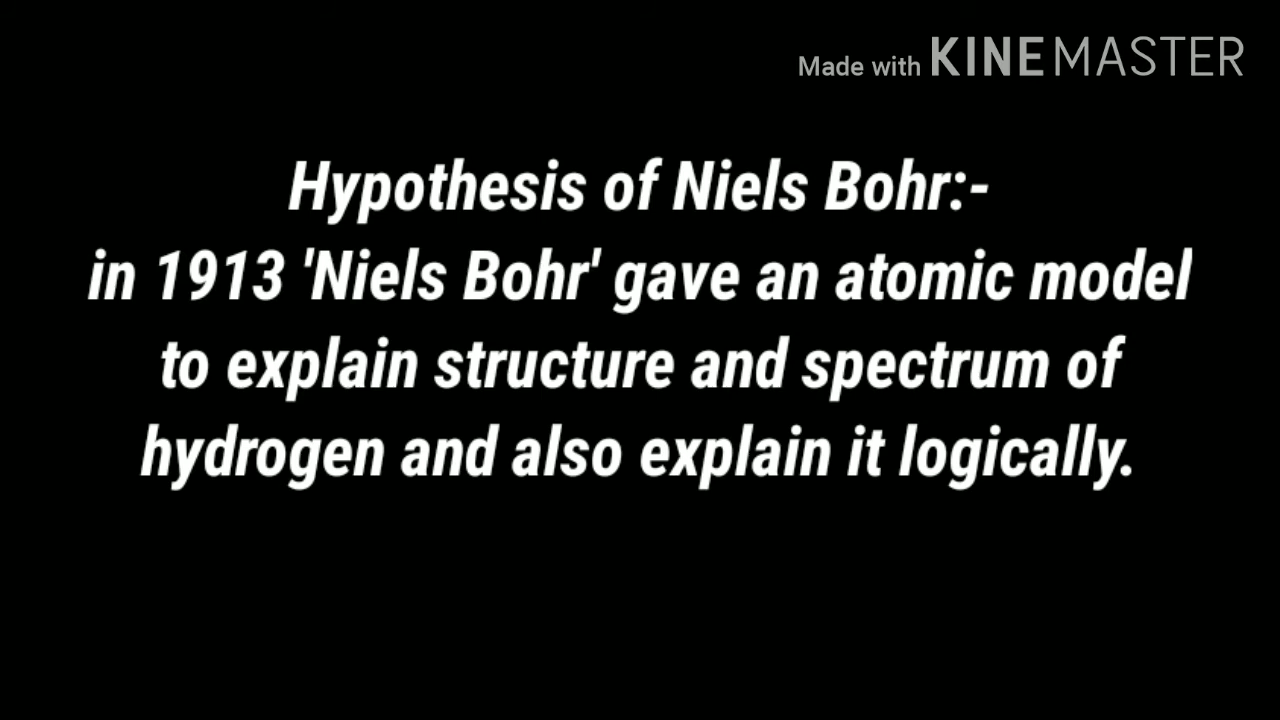 Made with KINEMASTER
Hypothesis of Niels Bohr:-
in 1913 'Niels Bohr' gave an atomic model
to explain structure and spectrum of
hydrogen and also explain it logically.